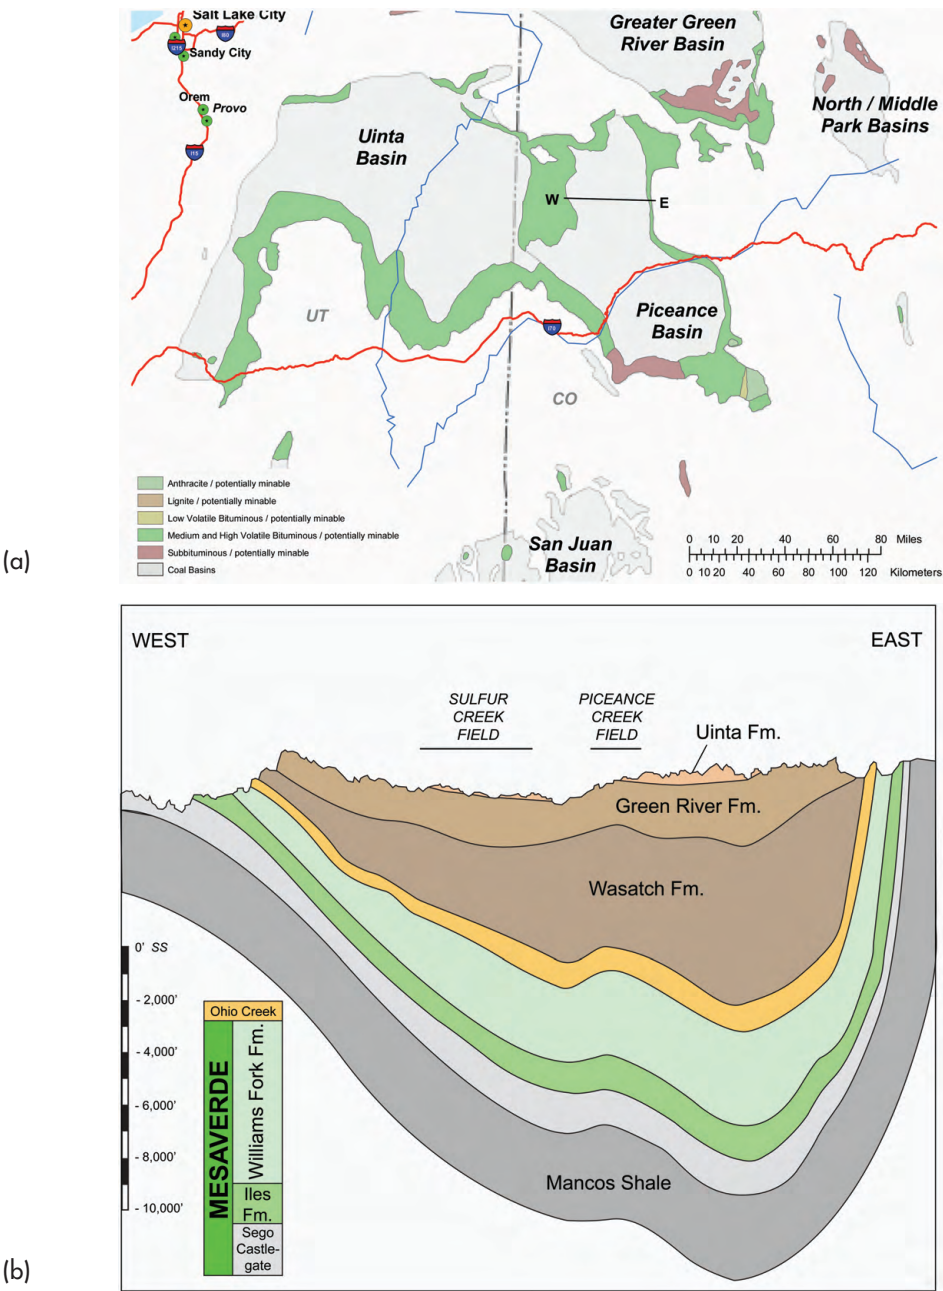 Salt Lake City
I80
I215
Sandy City
Orem
Provo
I15
Uinta
Basin
Greater Green
River Basin
North / Middle
Park Basins
W
E
UT
Piceance
Basin
I70
CO
San Juan
Basin
Anthracite / potentially minable
Lignite / potentially minable
Low Volatile Bituminous / potentially minable
Medium and High Volatile Bituminous / potentially minable
Subbituminous / potentially minable
Coal Basins
0 10 20 40 60 80 Miles
0 10 20 40 60 80 100 120 Kilometers
(a)
WEST
EAST
SULFUR
CREEK
FIELD
PICEANCE
CREEK
FIELD
Uinta Fm.
Green River Fm.
Wasatch Fm.
0' SS
- 2,000'
- 4,000'
- 6,000'
- 8,000'
- 10,000'
Ohio Creek
MESAVERDE
Williams Fork Fm.
Iles
Fm.
Sego
Castle-
gate
Mancos Shale
(b)